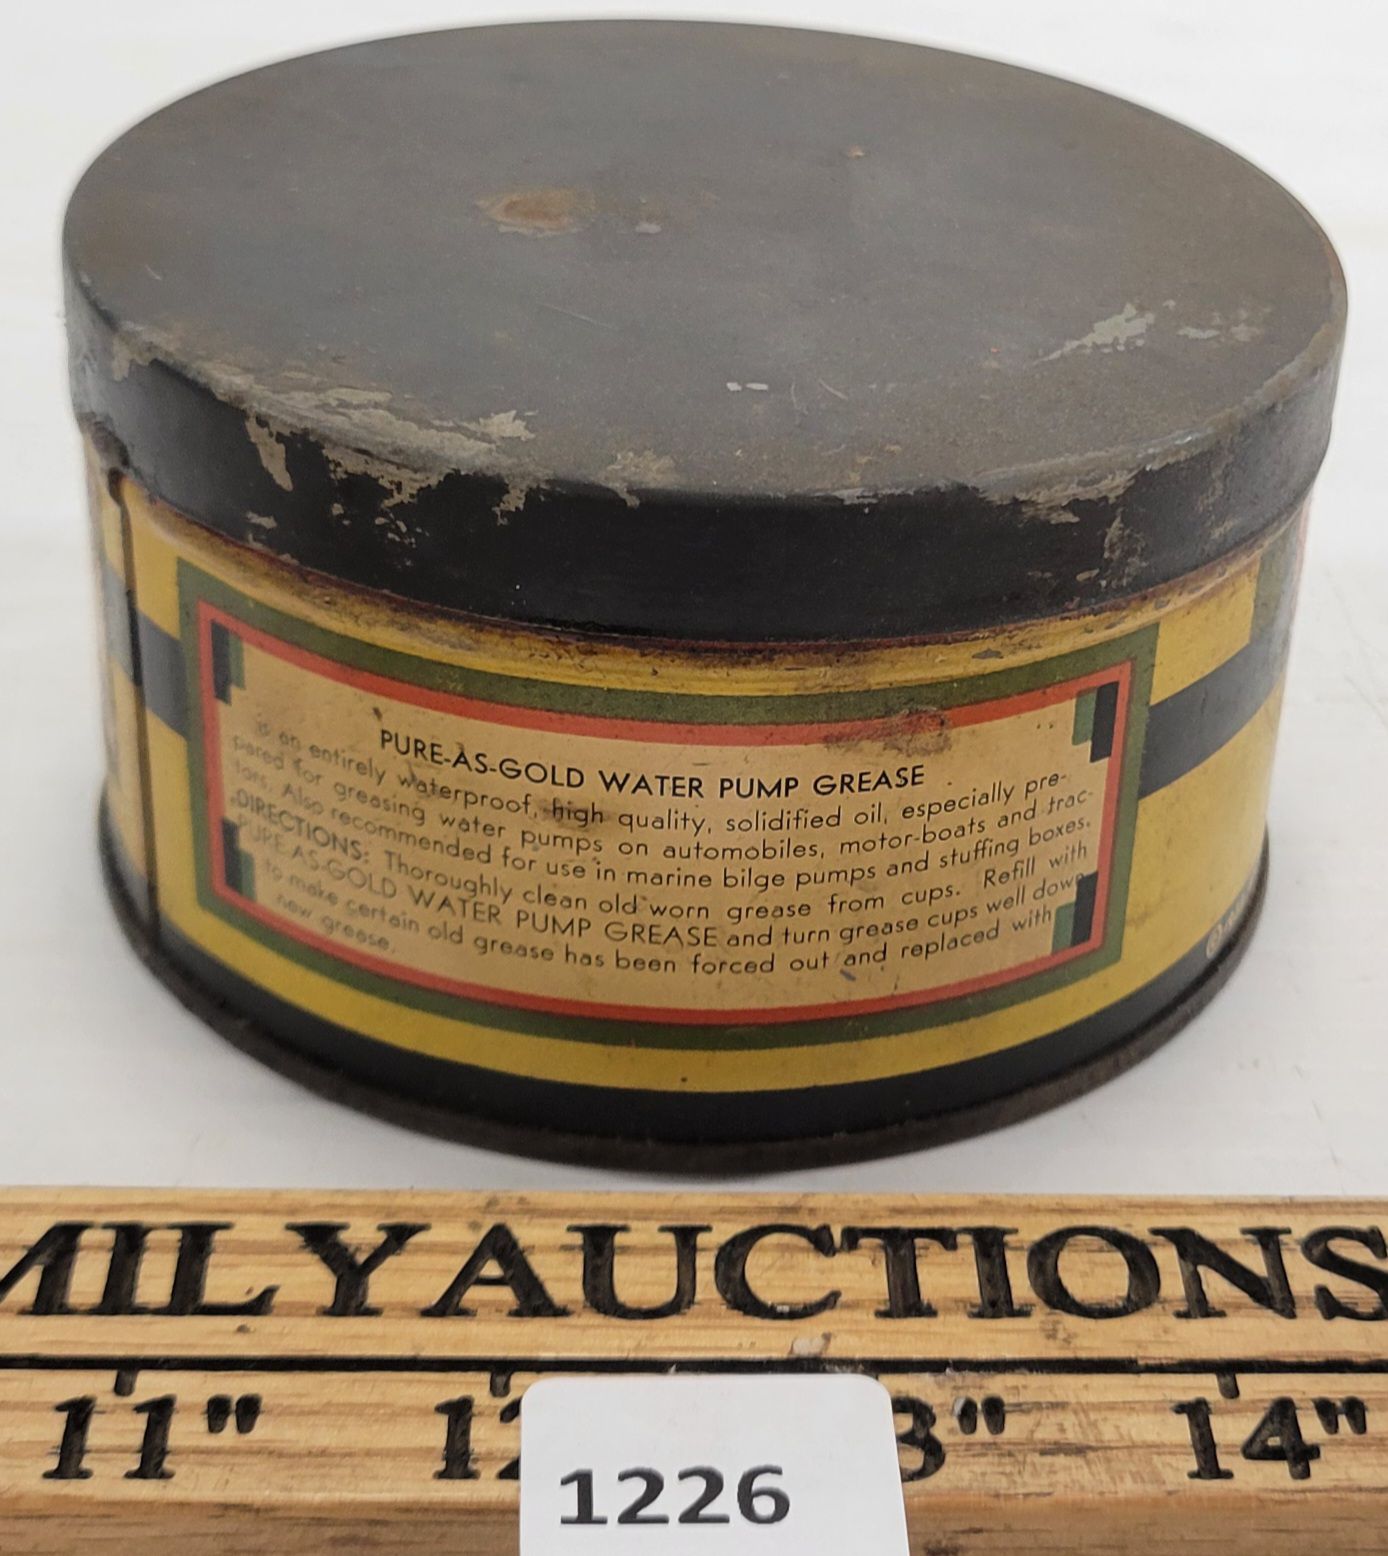 PURE-AS-GOLD WATER PUMP GREASE
is an entirely waterproof, high quality, solidified oil, especially pre-
pared for greasing water pumps on automobiles, motor-boats and trac-
tors. Also recommended for use in marine bilge pumps and stuffing boxes.
DIRECTIONS: Thoroughly clean old worn grease from cups. Refill with
PURE-AS-GOLD WATER PUMP GREASE and turn grease cups well down
to make certain old grease has been forced out and replaced with
new grease.
MILY AUCTIONS
11" 12 3" 14"
1226